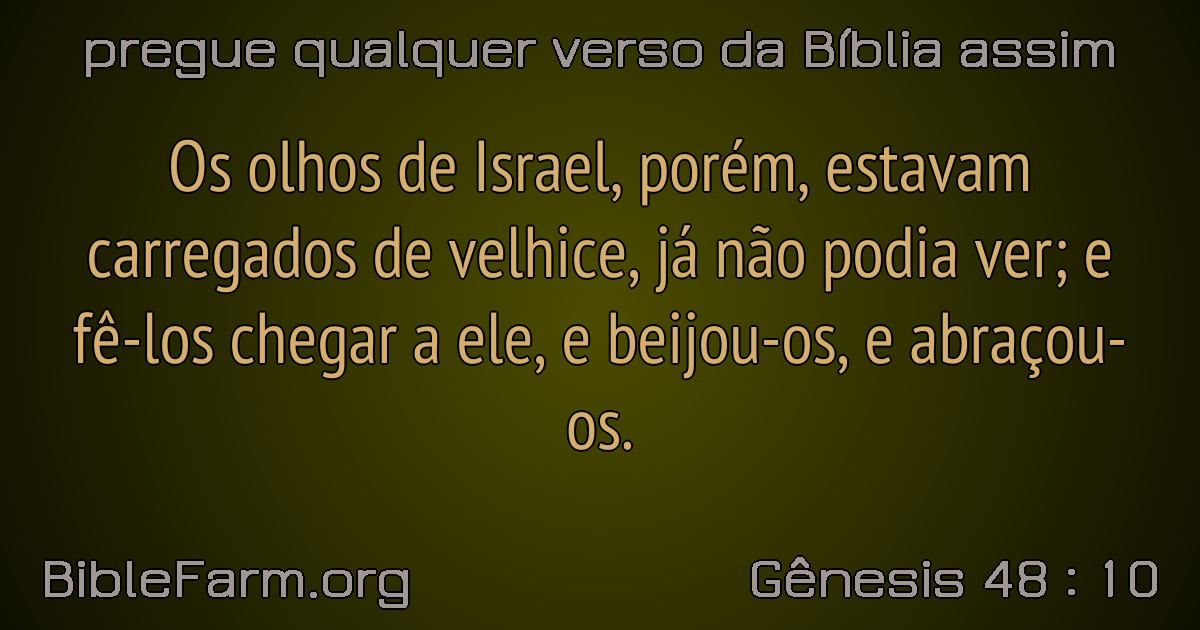 pregue qualquer verso da Bíblia assim
Os olhos de Israel, porém, estavam
carregados de velhice, já não podia ver; e
fê-los chegar a ele, e beijou-os, e abraçou-
os.
BibleFarm.org
Gênesis 48 : 10